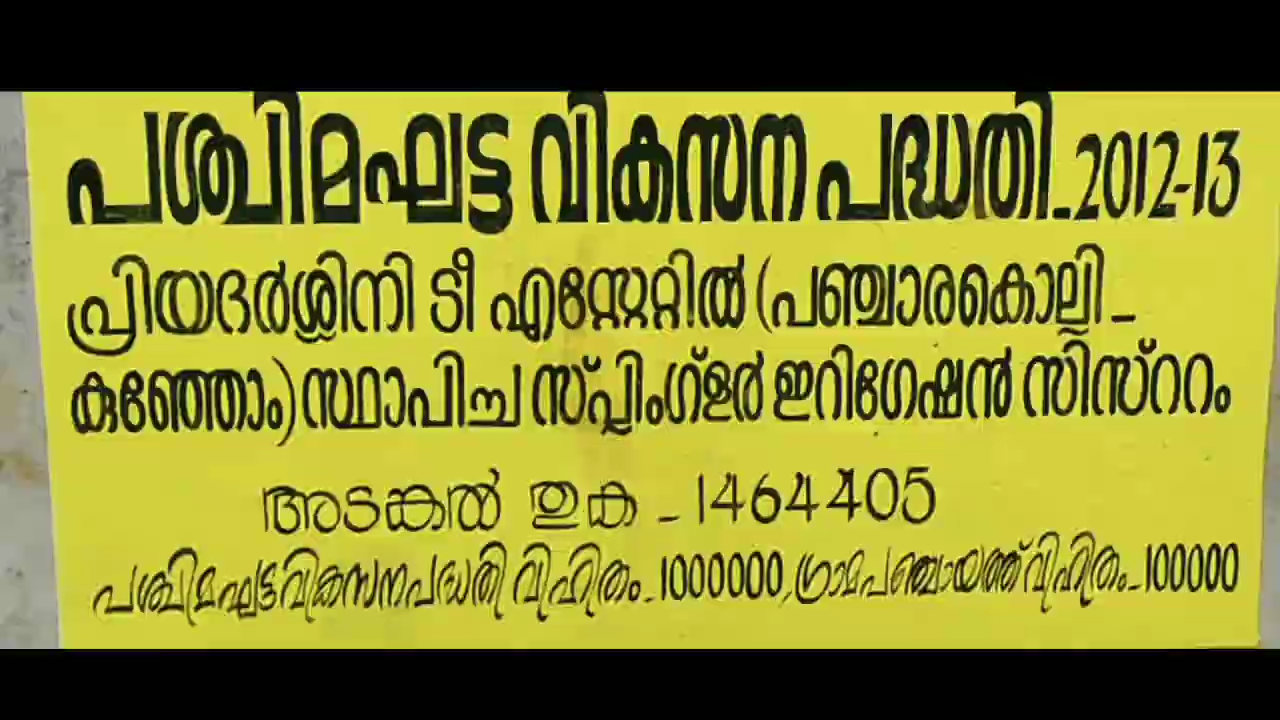 പശ്ചിമഘട്ട വികസന പദ്ധതി_2012-13
പ്രിയദർശ്ശിനി ടീ എസ്റ്റേറ്റിൽ (പഞ്ചാരകൊല്ലി_
കുഞ്ഞോം) സ്ഥാപിച്ച സ്പ്ലിംഗ്ളർ ഇറിഗേഷൻ സിസ്ററം
അടങ്കൽ തുക _ 1464405
പശ്ചിമഘട്ടവികസനപദ്ധതി വിഹിതം_1000000, ഗ്രാമപഞ്ചായത്ത് വിഹിതം_100000